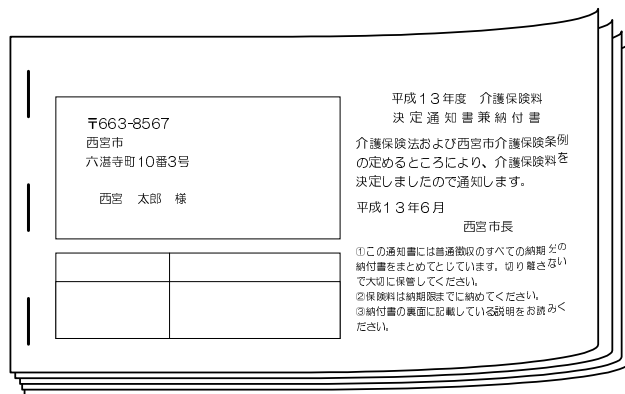 〒663-8567
西宮市
六湛寺町10番3号
西宮　太郎　様
平成13年度　介護保険料
決定通知書兼納付書
介護保険法および西宮市介護保険条例
の定めるところにより、介護保険料を
決定しましたので通知します。
平成13年6月
西宮市長
①この通知書には普通徴収のすべての納期分の
納付書をまとめてとじています。切り離さない
で大切に保管してください。
②保険料は納期限までに納めてください。
③納付書の裏面に記載している説明をお読みく
ださい。